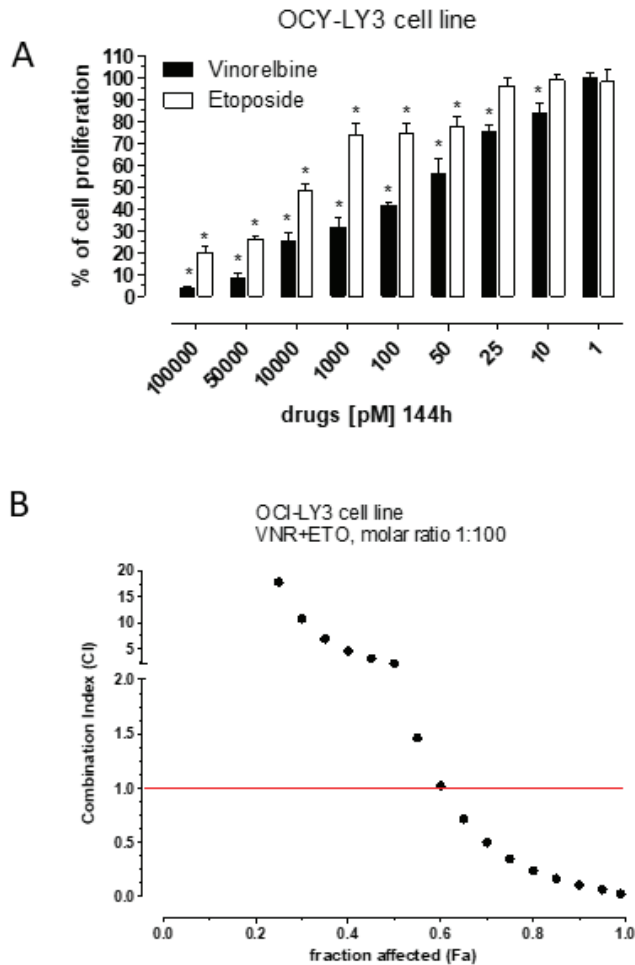 OCY-LY3 cell line
A
Vinorelbine
Etoposide
% of cell proliferation
110
100
90
80
70
60
50
40
30
20
10
0
* * * * * * * * * * * * * *
100000 50000 10000 1000 100 50 25 10 1
drugs [pM] 144h
B
OCI-LY3 cell line
VNR+ETO, molar ratio 1:100
Combination Index (CI)
20
15
10
5
2.0
1.5
1.0
0.5
0.0
0.0 0.2 0.4 0.6 0.8 1.0
fraction affected (Fa)